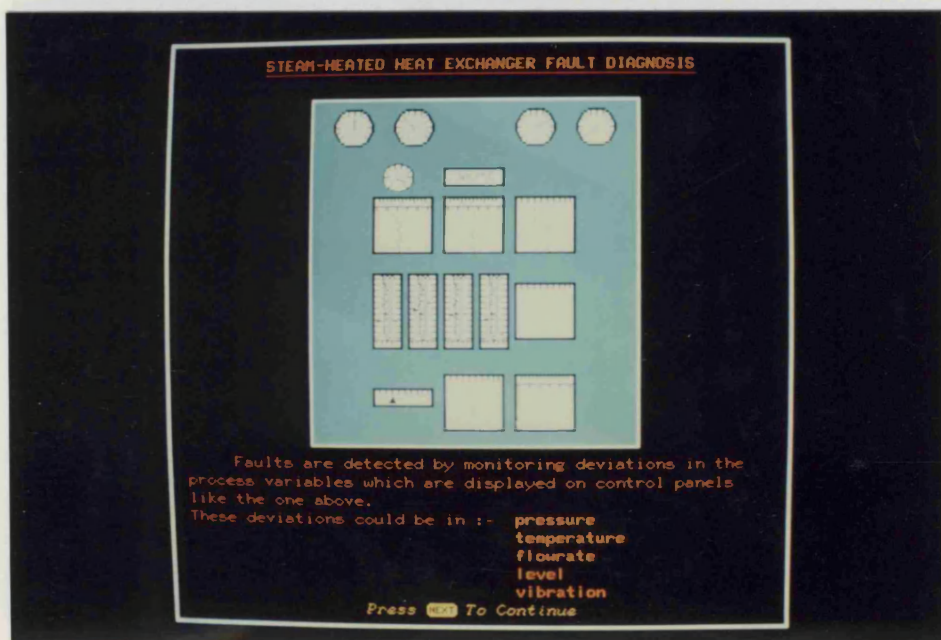 STEAM-HEATED HEAT EXCHANGER FAULT DIAGNOSIS
Faults are detected by monitoring deviations in the
process variables which are displayed on control panels
like the one above.
These deviations could be in :- pressure
temperature
flowrate
level
vibration
Press NEXT To Continue